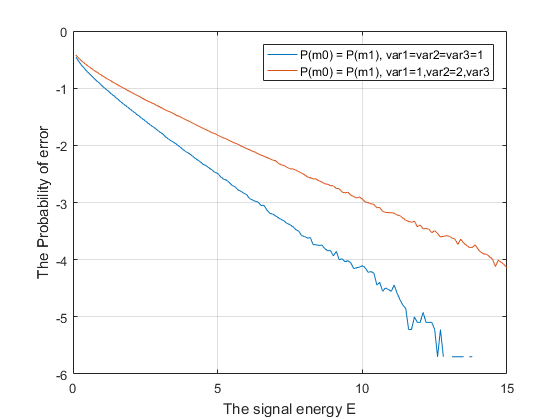 P(m0) = P(m1), var1=var2=var3=1
P(m0) = P(m1), var1=1,var2=2,var3
0
-1
-2
-3
-4
-5
-6
The Probability of error
0 5 10 15
The signal energy E